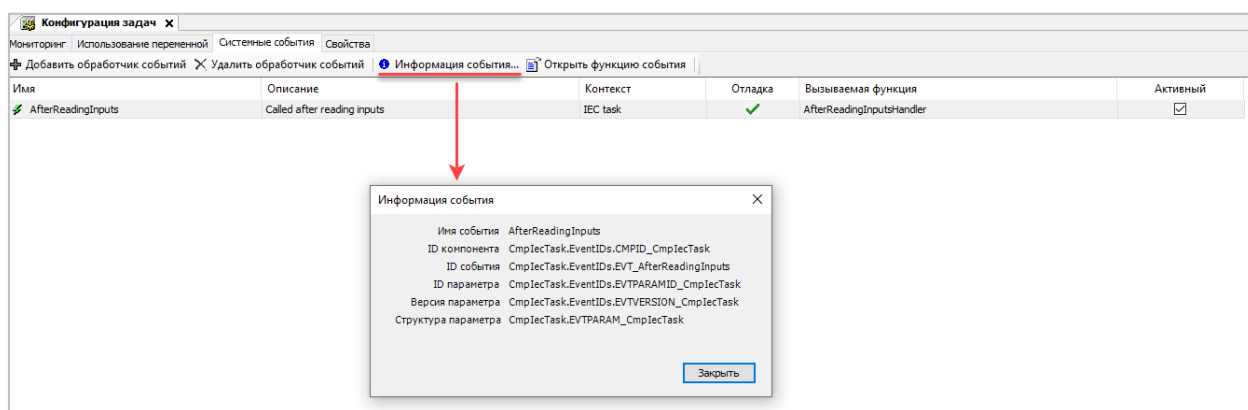 Конфигурация задач X
Мониторинг Использование переменной Системные события Свойства
Добавить обработчик событий Удалить обработчик событий Информация события... Открыть функцию события
Имя Описание Контекст Отладка Вызываемая функция Активный
AfterReadingInputs Called after reading inputs IEC task AfterReadingInputsHandler
Информация события
Имя события AfterReadingInputs
ID компонента CmpIecTask.EventIDs.CMPID_CmpIecTask
ID события CmpIecTask.EventIDs.EVT_AfterReadingInputs
ID параметра CmpIecTask.EventIDs.EVTPARAMID_CmpIecTask
Версия параметра CmpIecTask.EventIDs.EVTVERSION_CmpIecTask
Структура параметра CmpIecTask.EVTPARAM_CmpIecTask
Закрыть